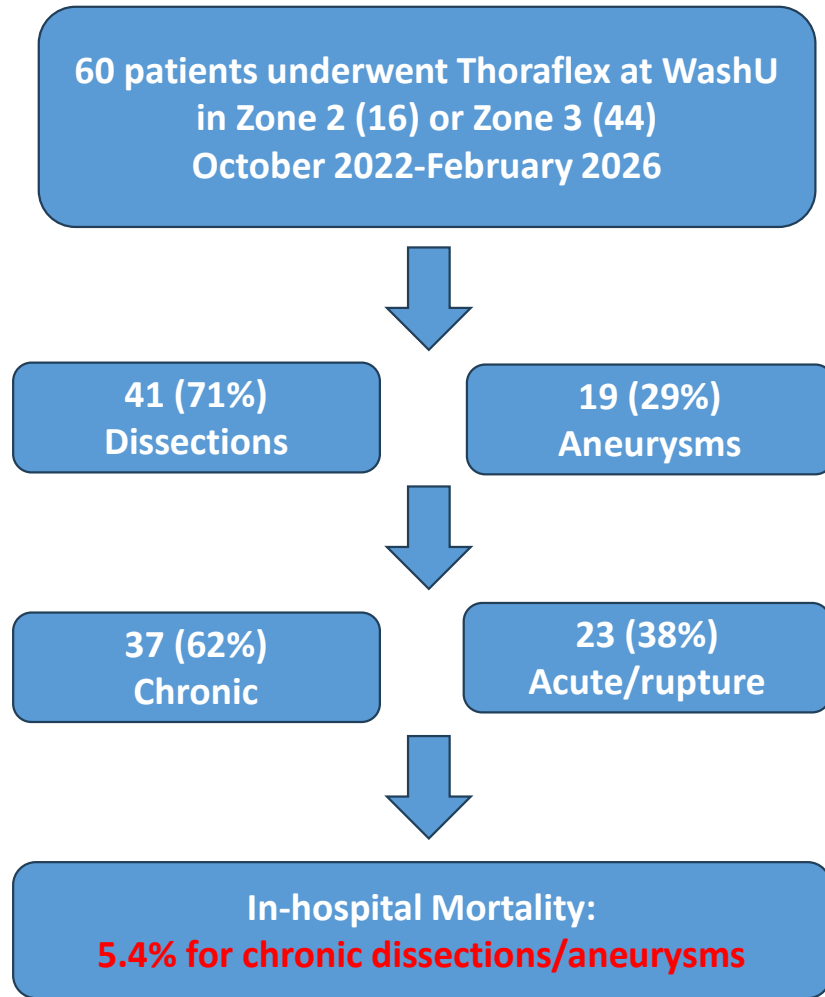 60 patients underwent Thoraflex at WashU
in Zone 2 (16) or Zone 3 (44)
October 2022-February 2026
41 (71%)
Dissections
19 (29%)
Aneurysms
37 (62%)
Chronic
23 (38%)
Acute/rupture
In-hospital Mortality:
5.4% for chronic dissections/aneurysms